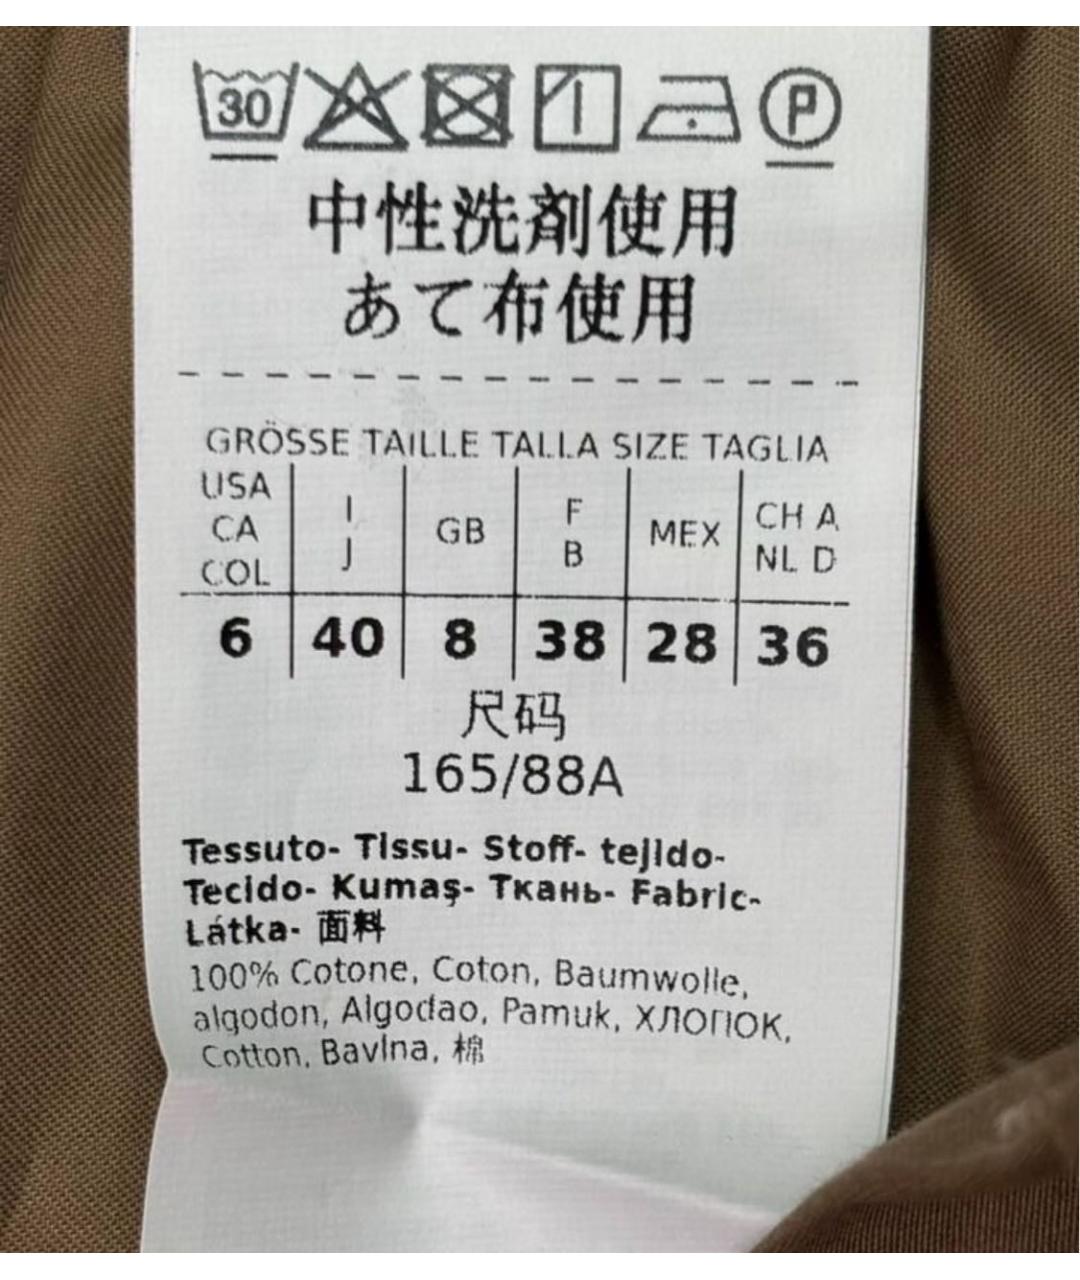 30 P
中性洗剤使用
あて布使用
GRÖSSE TAILLE TALLA SIZE TAGLIA
USA CA COL I J GB F B MEX CH A NL D
6 40 8 38 28 36
尺码
165/88A
Tessuto- Tissu- Stoff- tejido-
Tecido- Kumaş- Ткань- Fabric-
Látka- 面料
100% Cotone, Coton, Baumwolle,
algodon, Algodao, Pamuk, ХЛОПОК,
Cotton, Bavlna, 棉